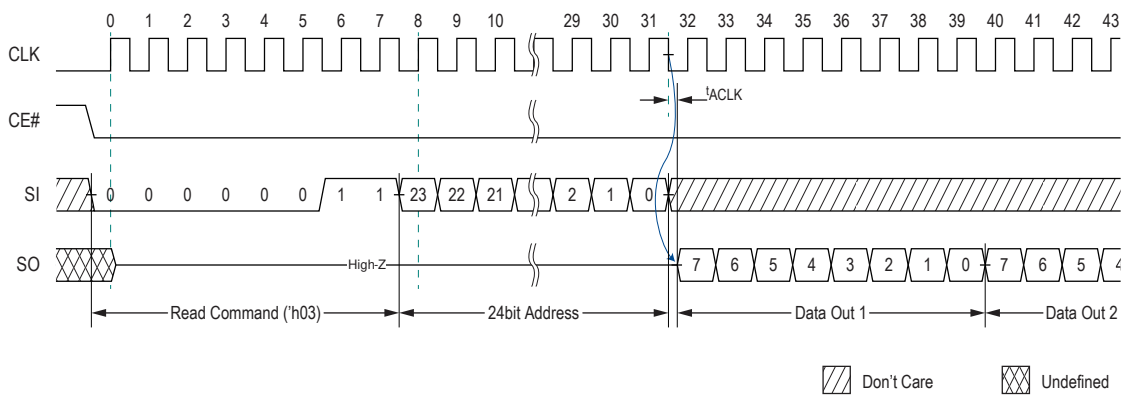 0 1 2 3 4 5 6 7 8 9 10 29 30 31 32 33 34 35 36 37 38 39 40 41 42 43
CLK
tACLK
CE#
SI 0 0 0 0 0 0 1 1 23 22 21 2 1 0
SO High-Z 7 6 5 4 3 2 1 0 7 6 5 4
Read Command ('h03) 24bit Address Data Out 1 Data Out 2
Don't Care Undefined